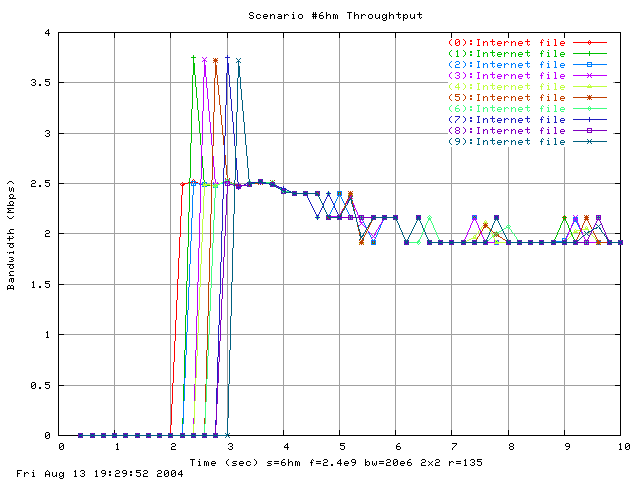 Scenario #6hm Throughtput
4
3.5
3
2.5
2
1.5
1
0.5
0
Bandwidth (Mbps)
(0):Internet file
(1):Internet file
(2):Internet file
(3):Internet file
(4):Internet file
(5):Internet file
(6):Internet file
(7):Internet file
(8):Internet file
(9):Internet file
0 1 2 3 4 5 6 7 8 9 10
Time (sec) s=6hm f=2.4e9 bw=20e6 2x2 r=135
Fri Aug 13 19:29:52 2004